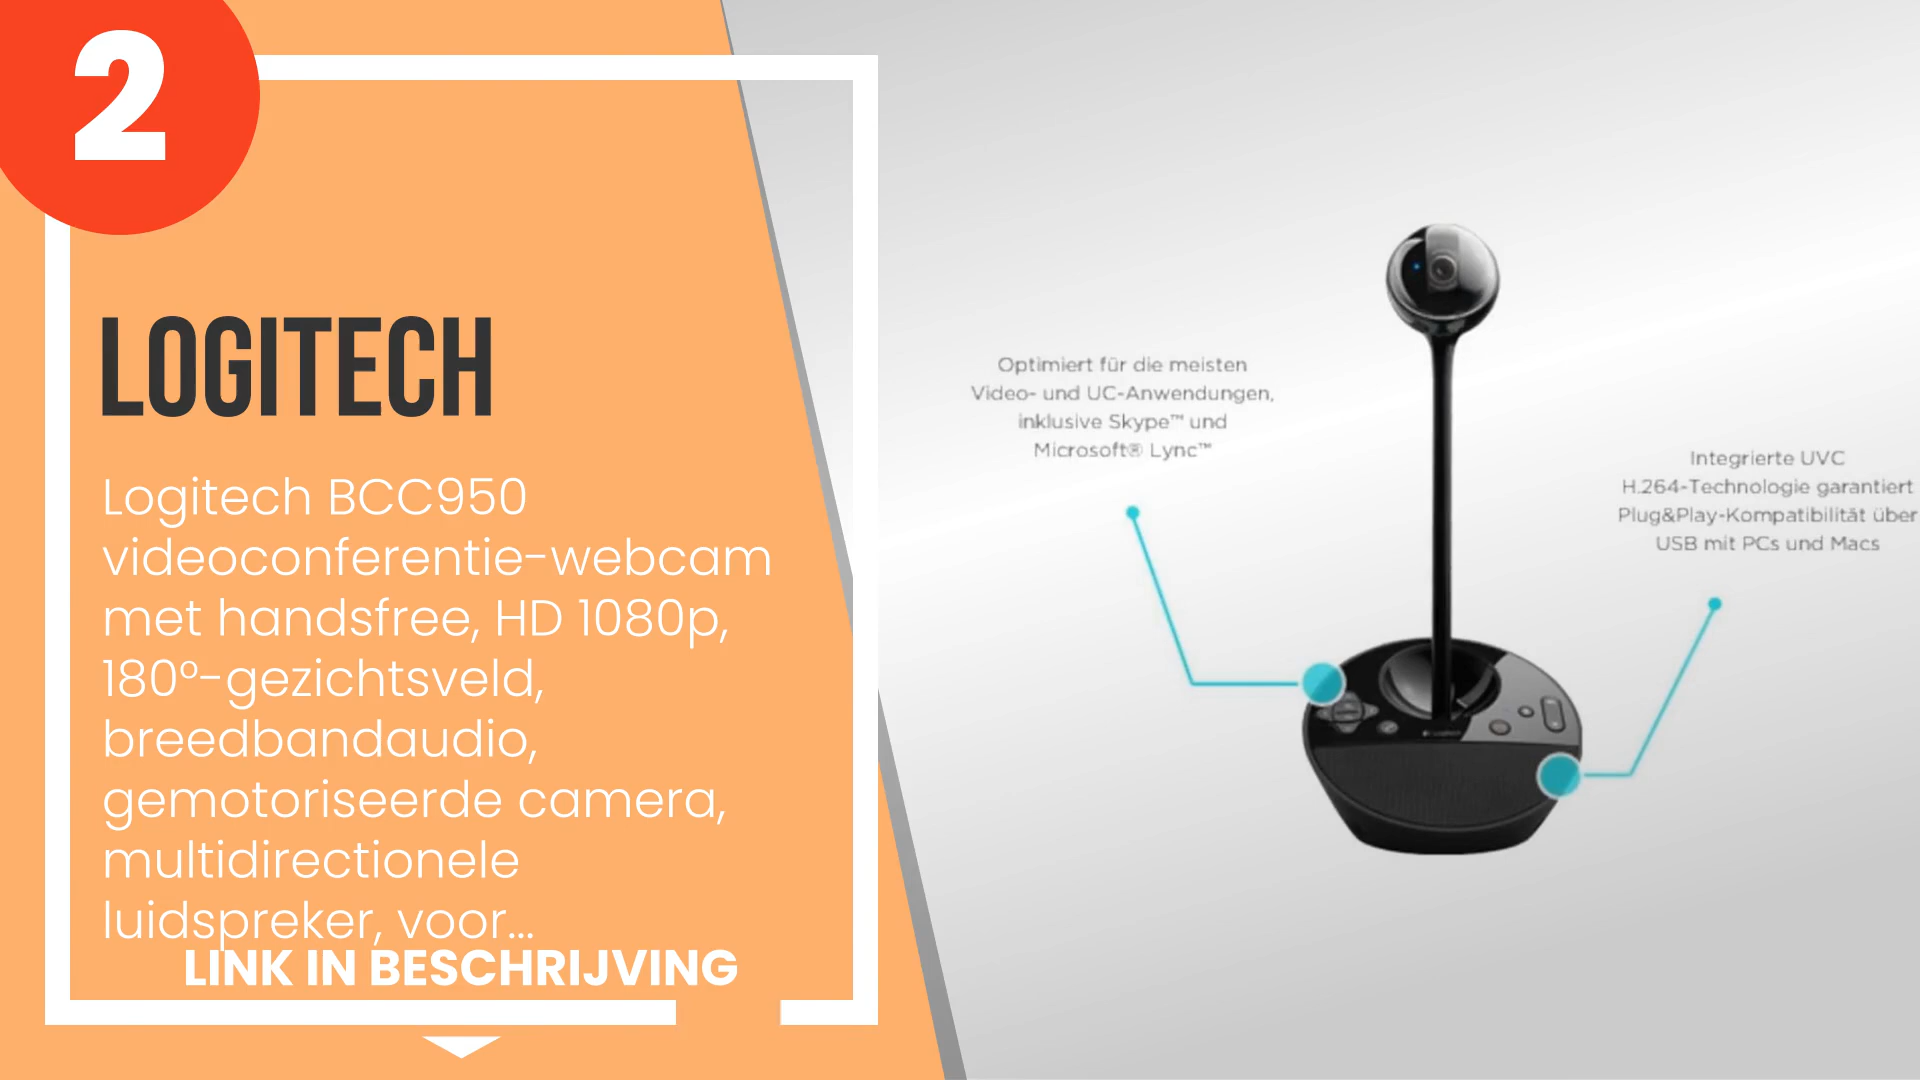 2
LOGITECH
Logitech BCC950
videoconferentie-webcam
met handsfree, HD 1080p,
180º-gezichtsveld,
breedbandaudio,
gemotoriseerde camera,
multidirectionele
luidspreker, voor...
LINK IN BESCHRIJVING
Optimiert für die meisten
Video- und UC-Anwendungen,
inklusive Skype™ und
Microsoft® Lync™
Integrierte UVC
H.264-Technologie garantiert
Plug&Play-Kompatibilität über
USB mit PCs und Macs